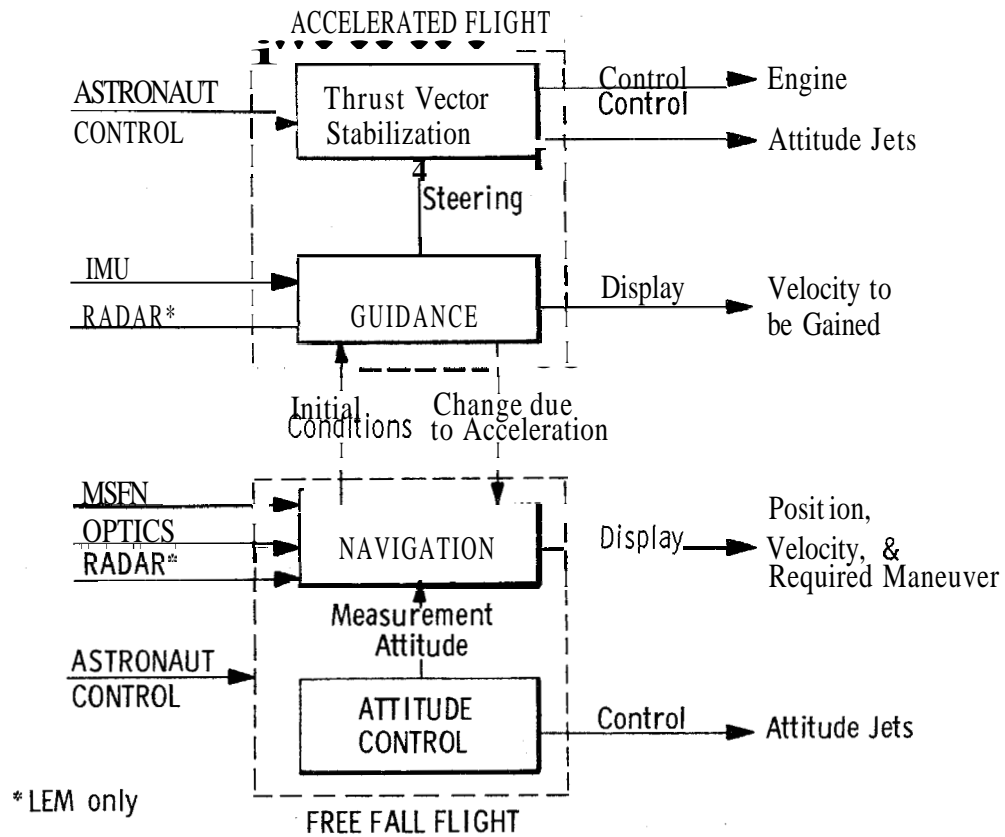 ACCELERATED FLIGHT
ASTRONAUT
CONTROL
Thrust Vector
Stabilization
Control
Control
Engine
Attitude Jets
4
Steering
IMU
RADAR*
GUIDANCE
Display
Velocity to
be Gained
Initial
Conditions
Change due
to Acceleration
MSFN
OPTICS
RADAR*
NAVIGATION
Display
Position,
Velocity, &
Required Maneuver
Measurement
Attitude
ASTRONAUT
CONTROL
ATTITUDE
CONTROL
Control
Attitude Jets
*LEM only
FREE FALL FLIGHT